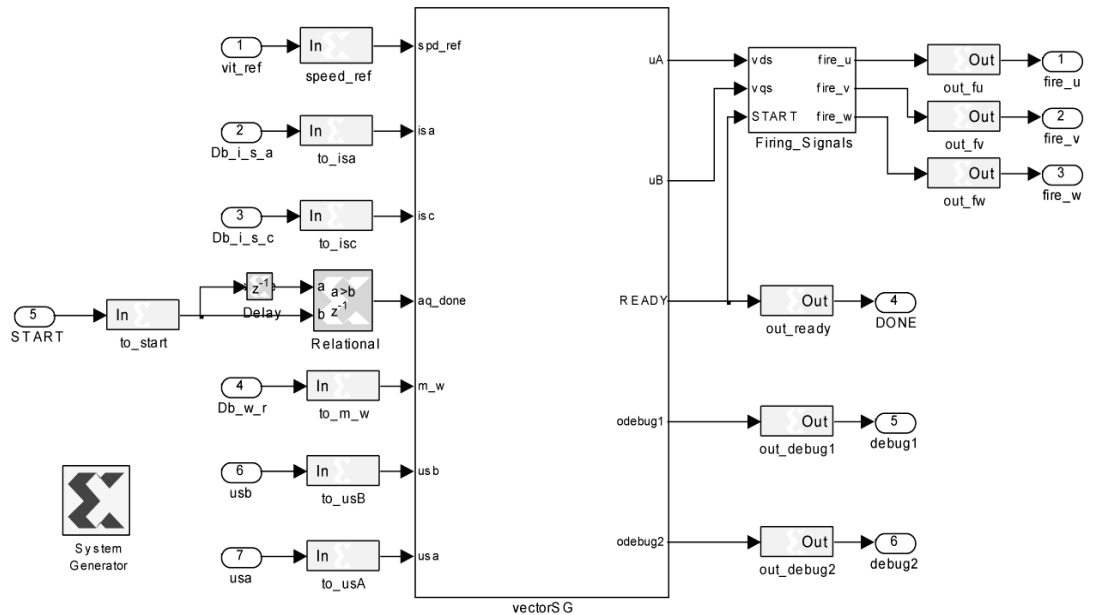 1
vit_ref
In
speed_ref
spd_ref
2
Db_i_s_a
In
to_isa
isa
3
Db_i_s_c
In
to_isc
isc
5
START
In
to_start
z-1
Delay
a
b
a>b
z-1
Relational
aq_done
4
Db_w_r
In
to_m_w
m_w
6
usb
In
to_usB
usb
7
usa
In
to_usA
usa
System
Generator
vectorSG
uA
uB
READY
odebug1
odebug2
vds
vqs
START
fire_u
fire_v
fire_w
Firing_Signals
Out
out_fu
1
fire_u
Out
out_fv
2
fire_v
Out
out_fw
3
fire_w
Out
out_ready
4
DONE
Out
out_debug1
5
debug1
Out
out_debug2
6
debug2